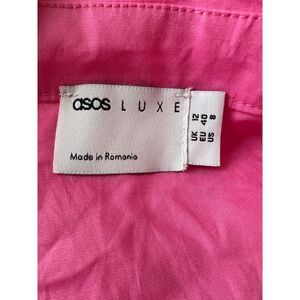 asos LUXE
Made in Romania
UK 12
EU 40
US 8